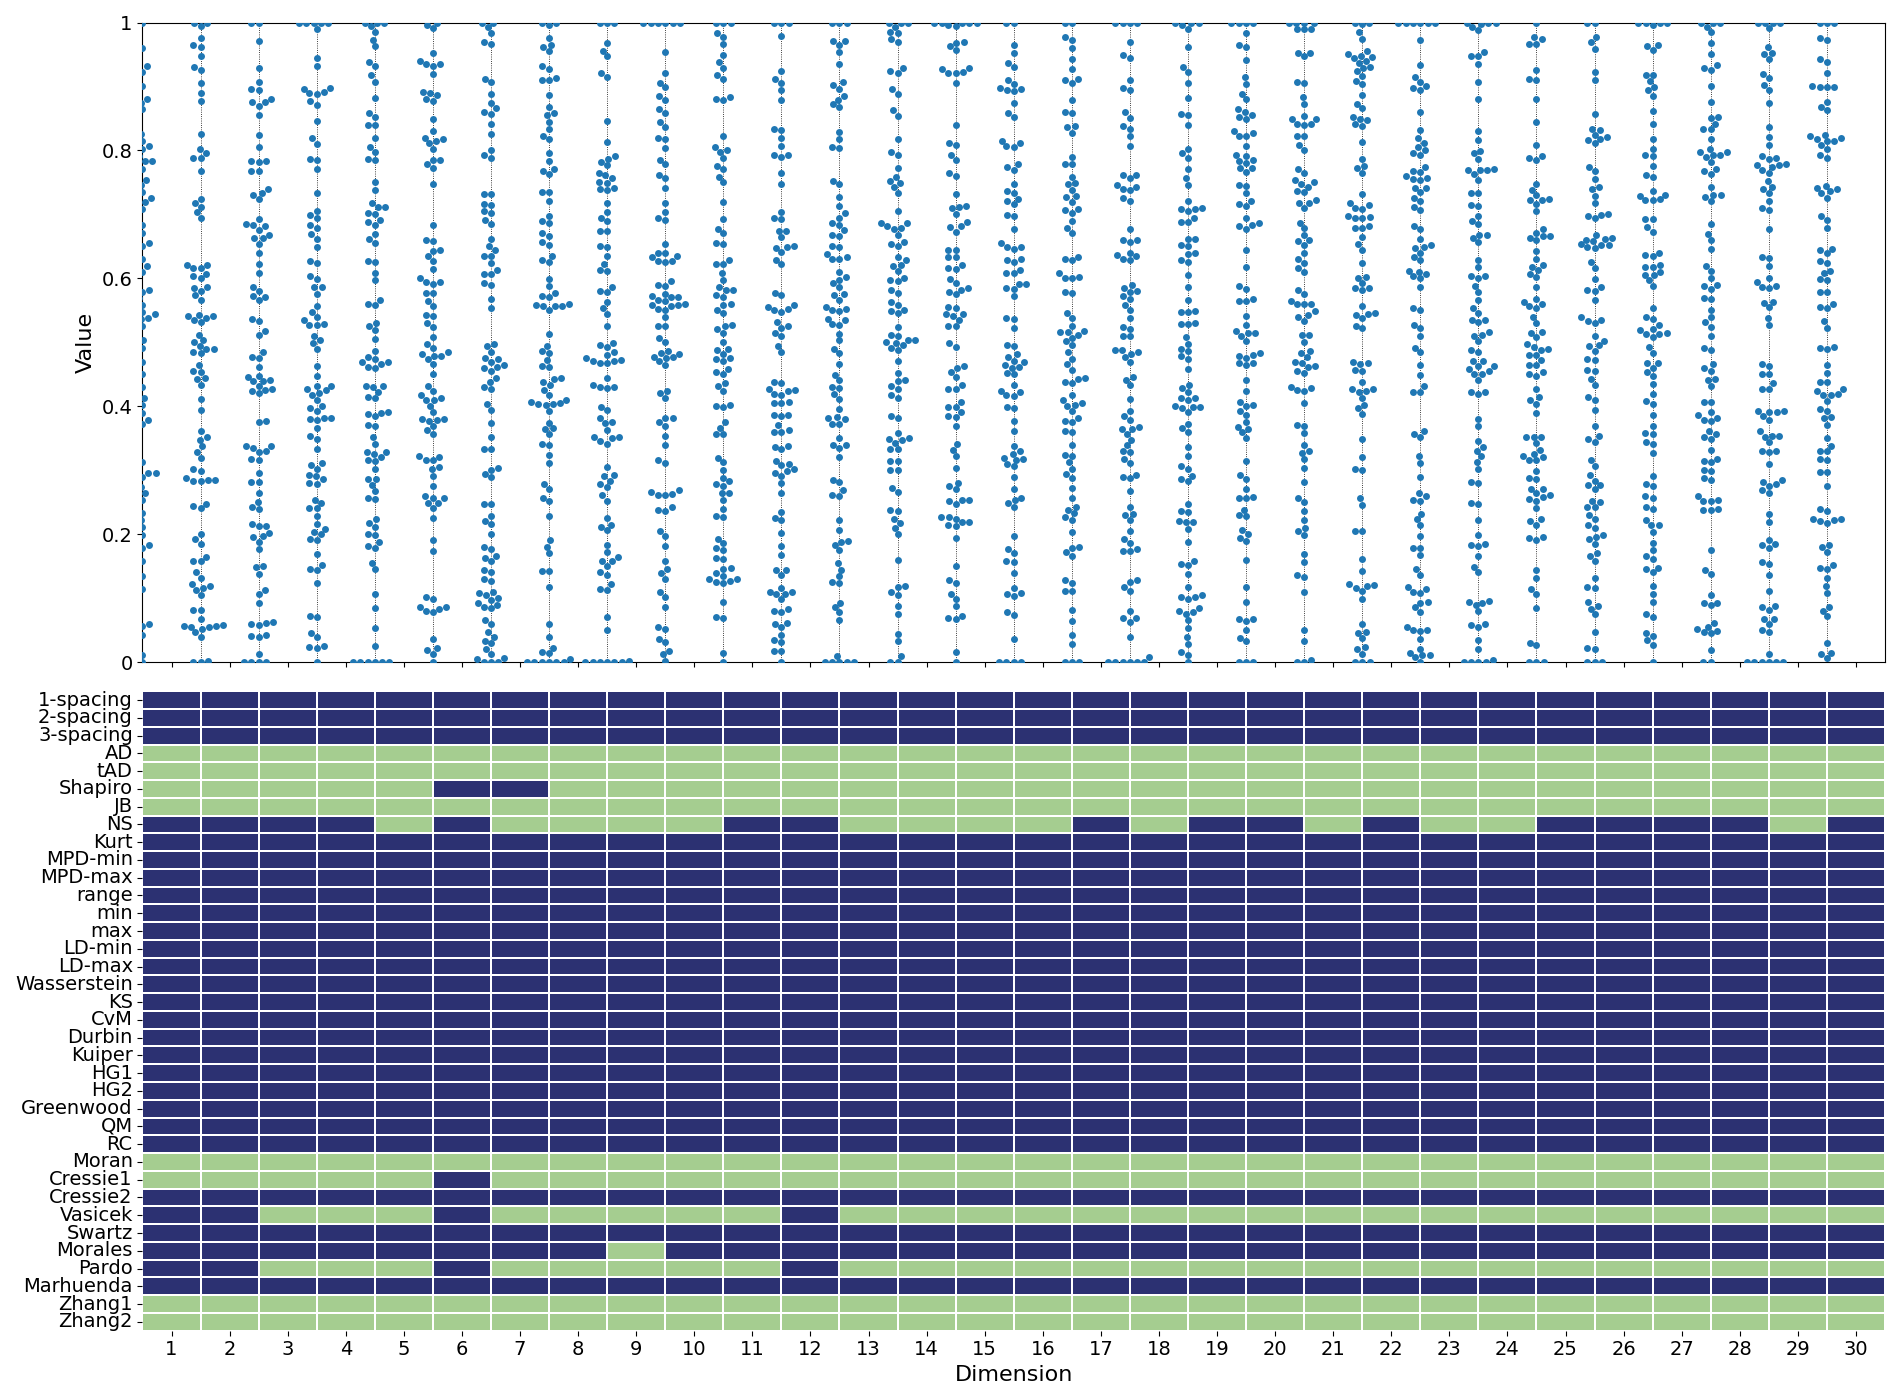 1
0.8
0.6
Value
0.4
0.2
0
1-spacing
2-spacing
3-spacing
AD
tAD
Shapiro
JB
NS
Kurt
MPD-min
MPD-max
range
min
max
LD-min
LD-max
Wasserstein
KS
CvM
Durbin
Kuiper
HG1
HG2
Greenwood
QM
RC
Moran
Cressie1
Cressie2
Vasicek
Swartz
Morales
Pardo
Marhuenda
Zhang1
Zhang2
1 2 3 4 5 6 7 8 9 10 11 12 13 14 15 16 17 18 19 20 21 22 23 24 25 26 27 28 29 30
Dimension